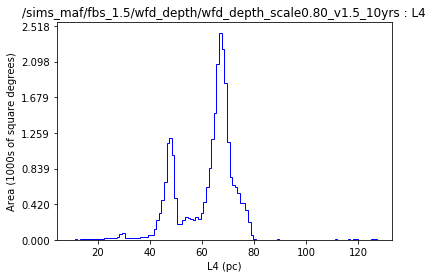 /sims_maf/fbs_1.5/wfd_depth/wfd_depth_scale0.80_v1.5_10yrs : L4
2.518
2.098
1.679
1.259
0.839
0.420
0.000
Area (1000s of square degrees)
20 40 60 80 100 120
L4 (pc)